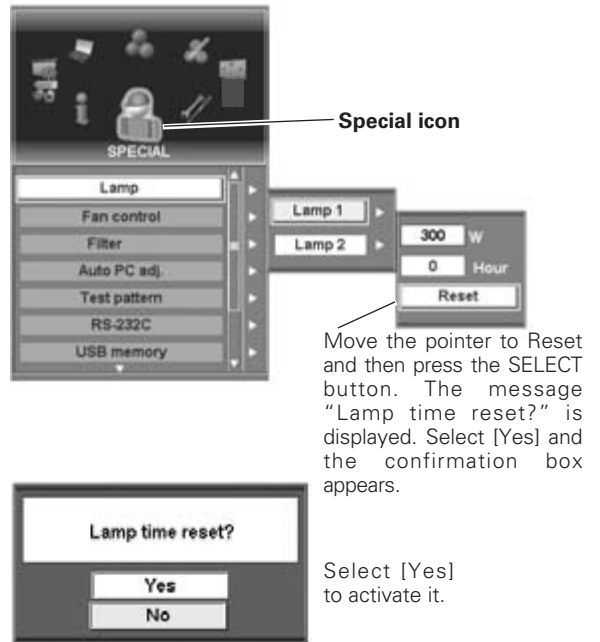 Special icon
SPECIAL
Lamp
Fan control
Filter
Auto PC adj.
Test pattern
RS-232C
USB memory
Lamp 1
Lamp 2
300 W
0 Hour
Reset
Move the pointer to Reset
and then press the SELECT
button. The message
“Lamp time reset?” is
displayed. Select [Yes] and
the confirmation box
appears.
Lamp time reset?
Yes
No
Select [Yes]
to activate it.